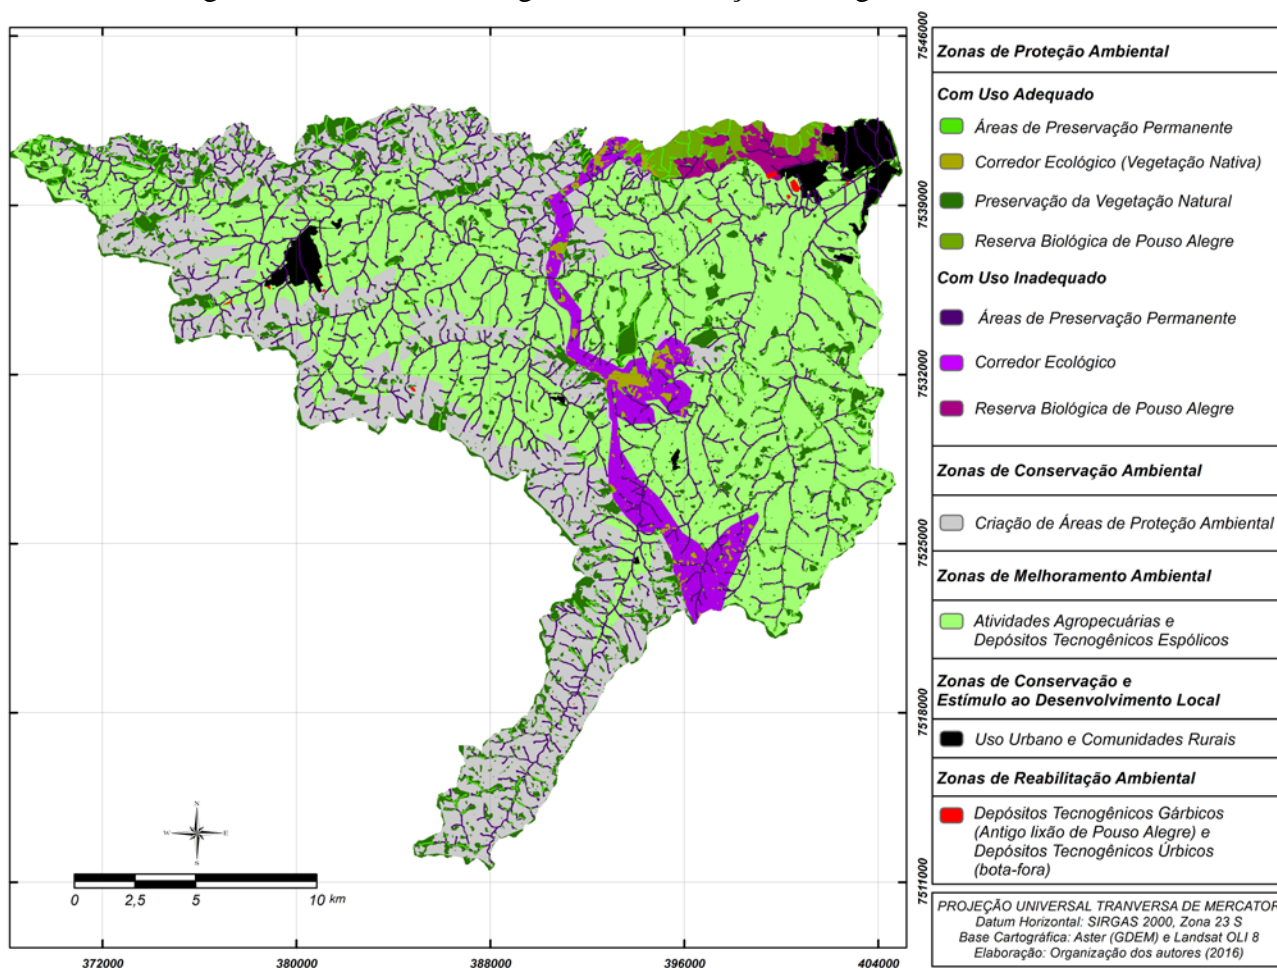 7546000
7539000
7532000
7525000
7518000
7511000
N
W
E
S
0
2,5
5
10 km
372000
380000
388000
396000
404000
Zonas de Proteção Ambiental
Com Uso Adequado
Áreas de Preservação Permanente
Corredor Ecológico (Vegetação Nativa)
Preservação da Vegetação Natural
Reserva Biológica de Pouso Alegre
Com Uso Inadequado
Áreas de Preservação Permanente
Corredor Ecológico
Reserva Biológica de Pouso Alegre
Zonas de Conservação Ambiental
Criação de Áreas de Proteção Ambiental
Zonas de Melhoramento Ambiental
Atividades Agropecuárias e
Depósitos Tecnogênicos Espólicos
Zonas de Conservação e
Estímulo ao Desenvolvimento Local
Uso Urbano e Comunidades Rurais
Zonas de Reabilitação Ambiental
Depósitos Tecnogênicos Gárbicos
(Antigo lixão de Pouso Alegre) e
Depósitos Tecnogênicos Úrbicos
(bota-fora)
PROJEÇÃO UNIVERSAL TRANVERSA DE MERCATOR
Datum Horizontal: SIRGAS 2000, Zona 23 S
Base Cartográfica: Aster (GDEM) e Landsat OLI 8
Elaboração: Organização dos autores (2016)